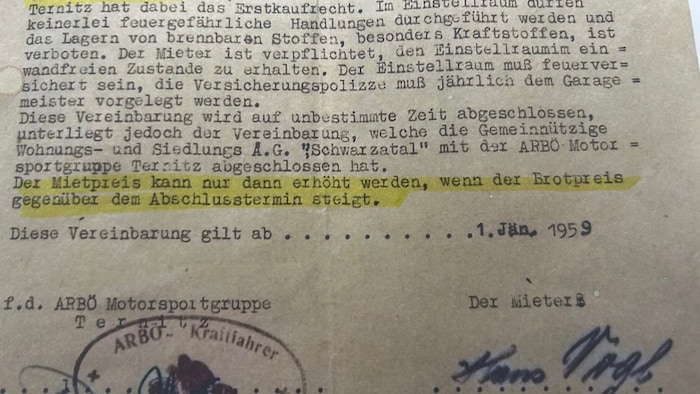 Ternitz hat dabei das Erstkaufrecht. Im Einstellraum dürfen
keinerlei feuergefährliche Handlungen durchgeführt werden und
das Lagern von brennbaren Stoffen, besonders Kraftstoffen, ist
verboten. Der Mieter ist verpflichtet, den Einstellraumim ein =
wandfreien Zustande zu erhalten. Der Einstellraum muß feuerver=
sichert sein, die Versicherungspolizze muß jährlich dem Garage =
meister vorgelegt werden.
Diese Vereinbarung wird auf unbestimmte Zeit abgeschlossen,
unterliegt jedoch der Vereinbarung, welche die Gemeinnützige
Wohnungs- und Siedlungs A.G. "Schwarzatal" mit der ARBÖ Motor =
sportgruppe Ternitz abgeschlossen hat.
Der Mietpreis kann nur dann erhöht werden, wenn der Brotpreis
gegenüber dem Abschlusstermin steigt.
Diese Vereinbarung gilt ab . . . . . . . . . . .1. Jän. 1959
f.d. ARBÖ Motorsportgruppe Der Mieter:
T e r n i t z
ARBÖ - Kraftfahrer
Hans Vogl